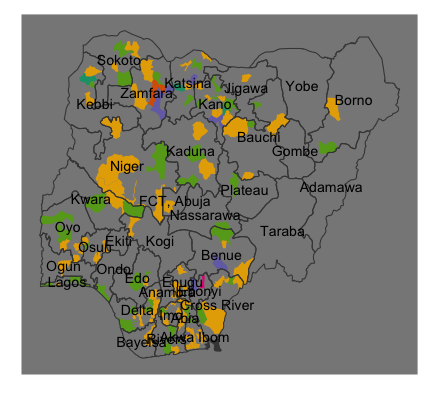 Sokoto
Katsina
Zamfara
Jigawa
Yobe
Kebbi
Kano
Borno
Bauchi
Kaduna
Gombe
Niger
Plateau
Adamawa
Kwara
FCT, Abuja
Nassarawa
Oyo
Taraba
Osun
Ekiti
Kogi
Benue
Ogun
Ondo
Lagos
Edo
Enugu
Anambra
Ebonyi
Cross River
Delta
Imo
Abia
Rivers
Akwa Ibom
Bayelsa